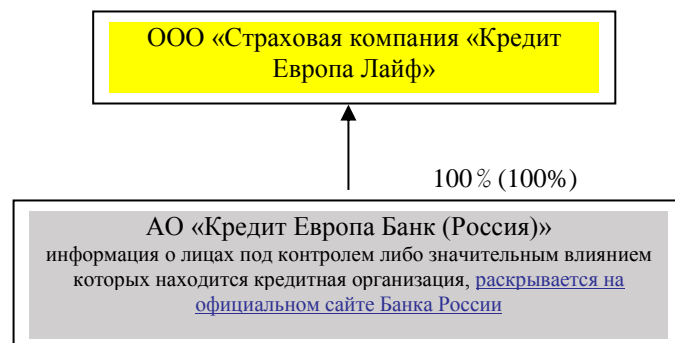 ООО «Страховая компания «Кредит
Европа Лайф»
100% (100%)
АО «Кредит Европа Банк (Россия)»
информация о лицах под контролем либо значительным влиянием
которых находится кредитная организация, раскрывается на
официальном сайте Банка России